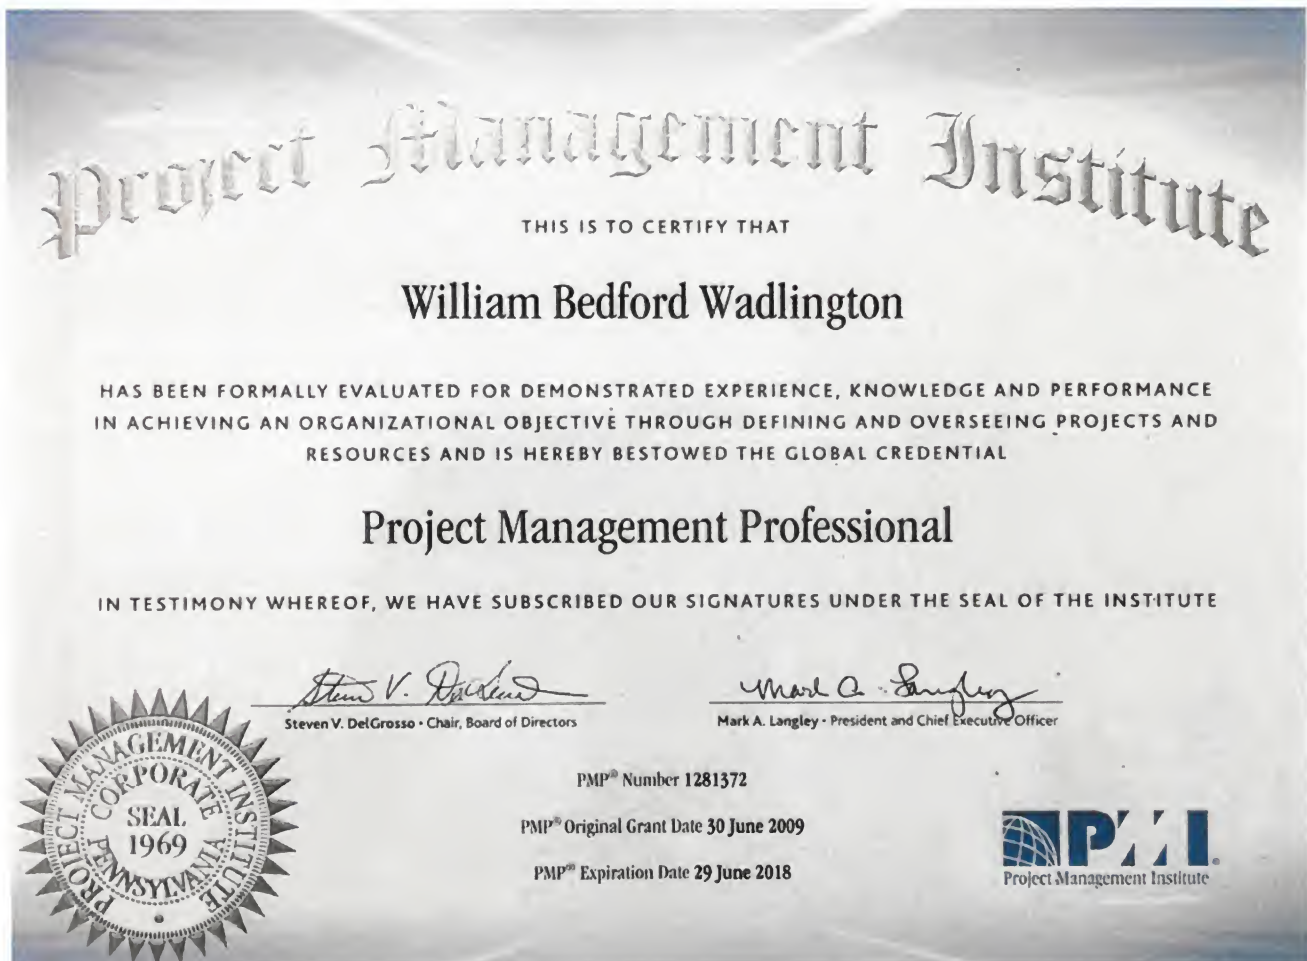 Project Management Institute
THIS IS TO CERTIFY THAT
William Bedford Wadlington
HAS BEEN FORMALLY EVALUATED FOR DEMONSTRATED EXPERIENCE, KNOWLEDGE AND PERFORMANCE
IN ACHIEVING AN ORGANIZATIONAL OBJECTIVE THROUGH DEFINING AND OVERSEEING PROJECTS AND
RESOURCES AND IS HEREBY BESTOWED THE GLOBAL CREDENTIAL
Project Management Professional
IN TESTIMONY WHEREOF, WE HAVE SUBSCRIBED OUR SIGNATURES UNDER THE SEAL OF THE INSTITUTE
Steven V. DelGrosso • Chair, Board of Directors
Mark A. Langley
Mark A. Langley • President and Chief Executive Officer
PROJECT MANAGEMENT INSTITUTE
CORPORATE
SEAL
1969
PENNSYLVANIA
PMP® Number 1281372
PMP® Original Grant Date 30 June 2009
PMP® Expiration Date 29 June 2018
PMI®
Project Management Institute